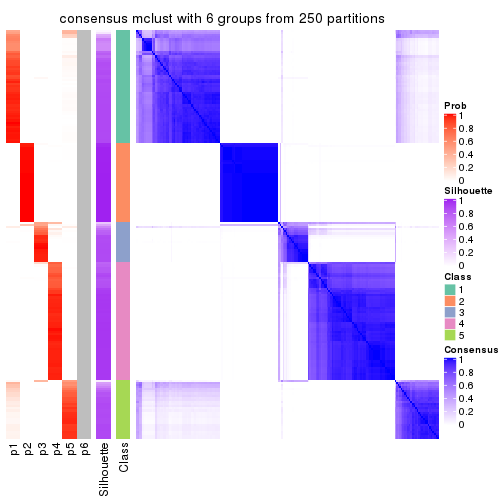 consensus mclust with 6 groups from 250 partitions
Prob
1
0.8
0.6
0.4
0.2
0
Silhouette
1
0.8
0.6
0.4
0.2
0
Class
1
2
3
4
5
Consensus
1
0.8
0.6
0.4
0.2
0
p1
p2
p3
p4
p5
p6
Silhouette
Class